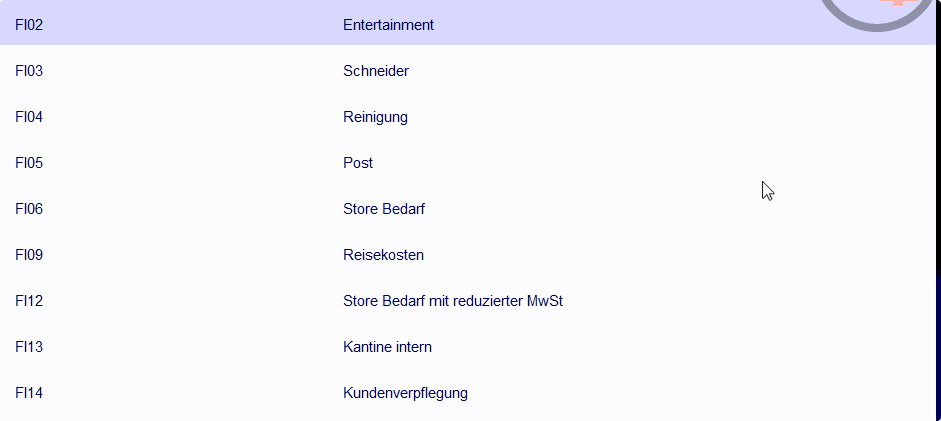 FI02 Entertainment
FI03 Schneider
FI04 Reinigung
FI05 Post
FI06 Store Bedarf
FI09 Reisekosten
FI12 Store Bedarf mit reduzierter MwSt
FI13 Kantine intern
FI14 Kundenverpflegung